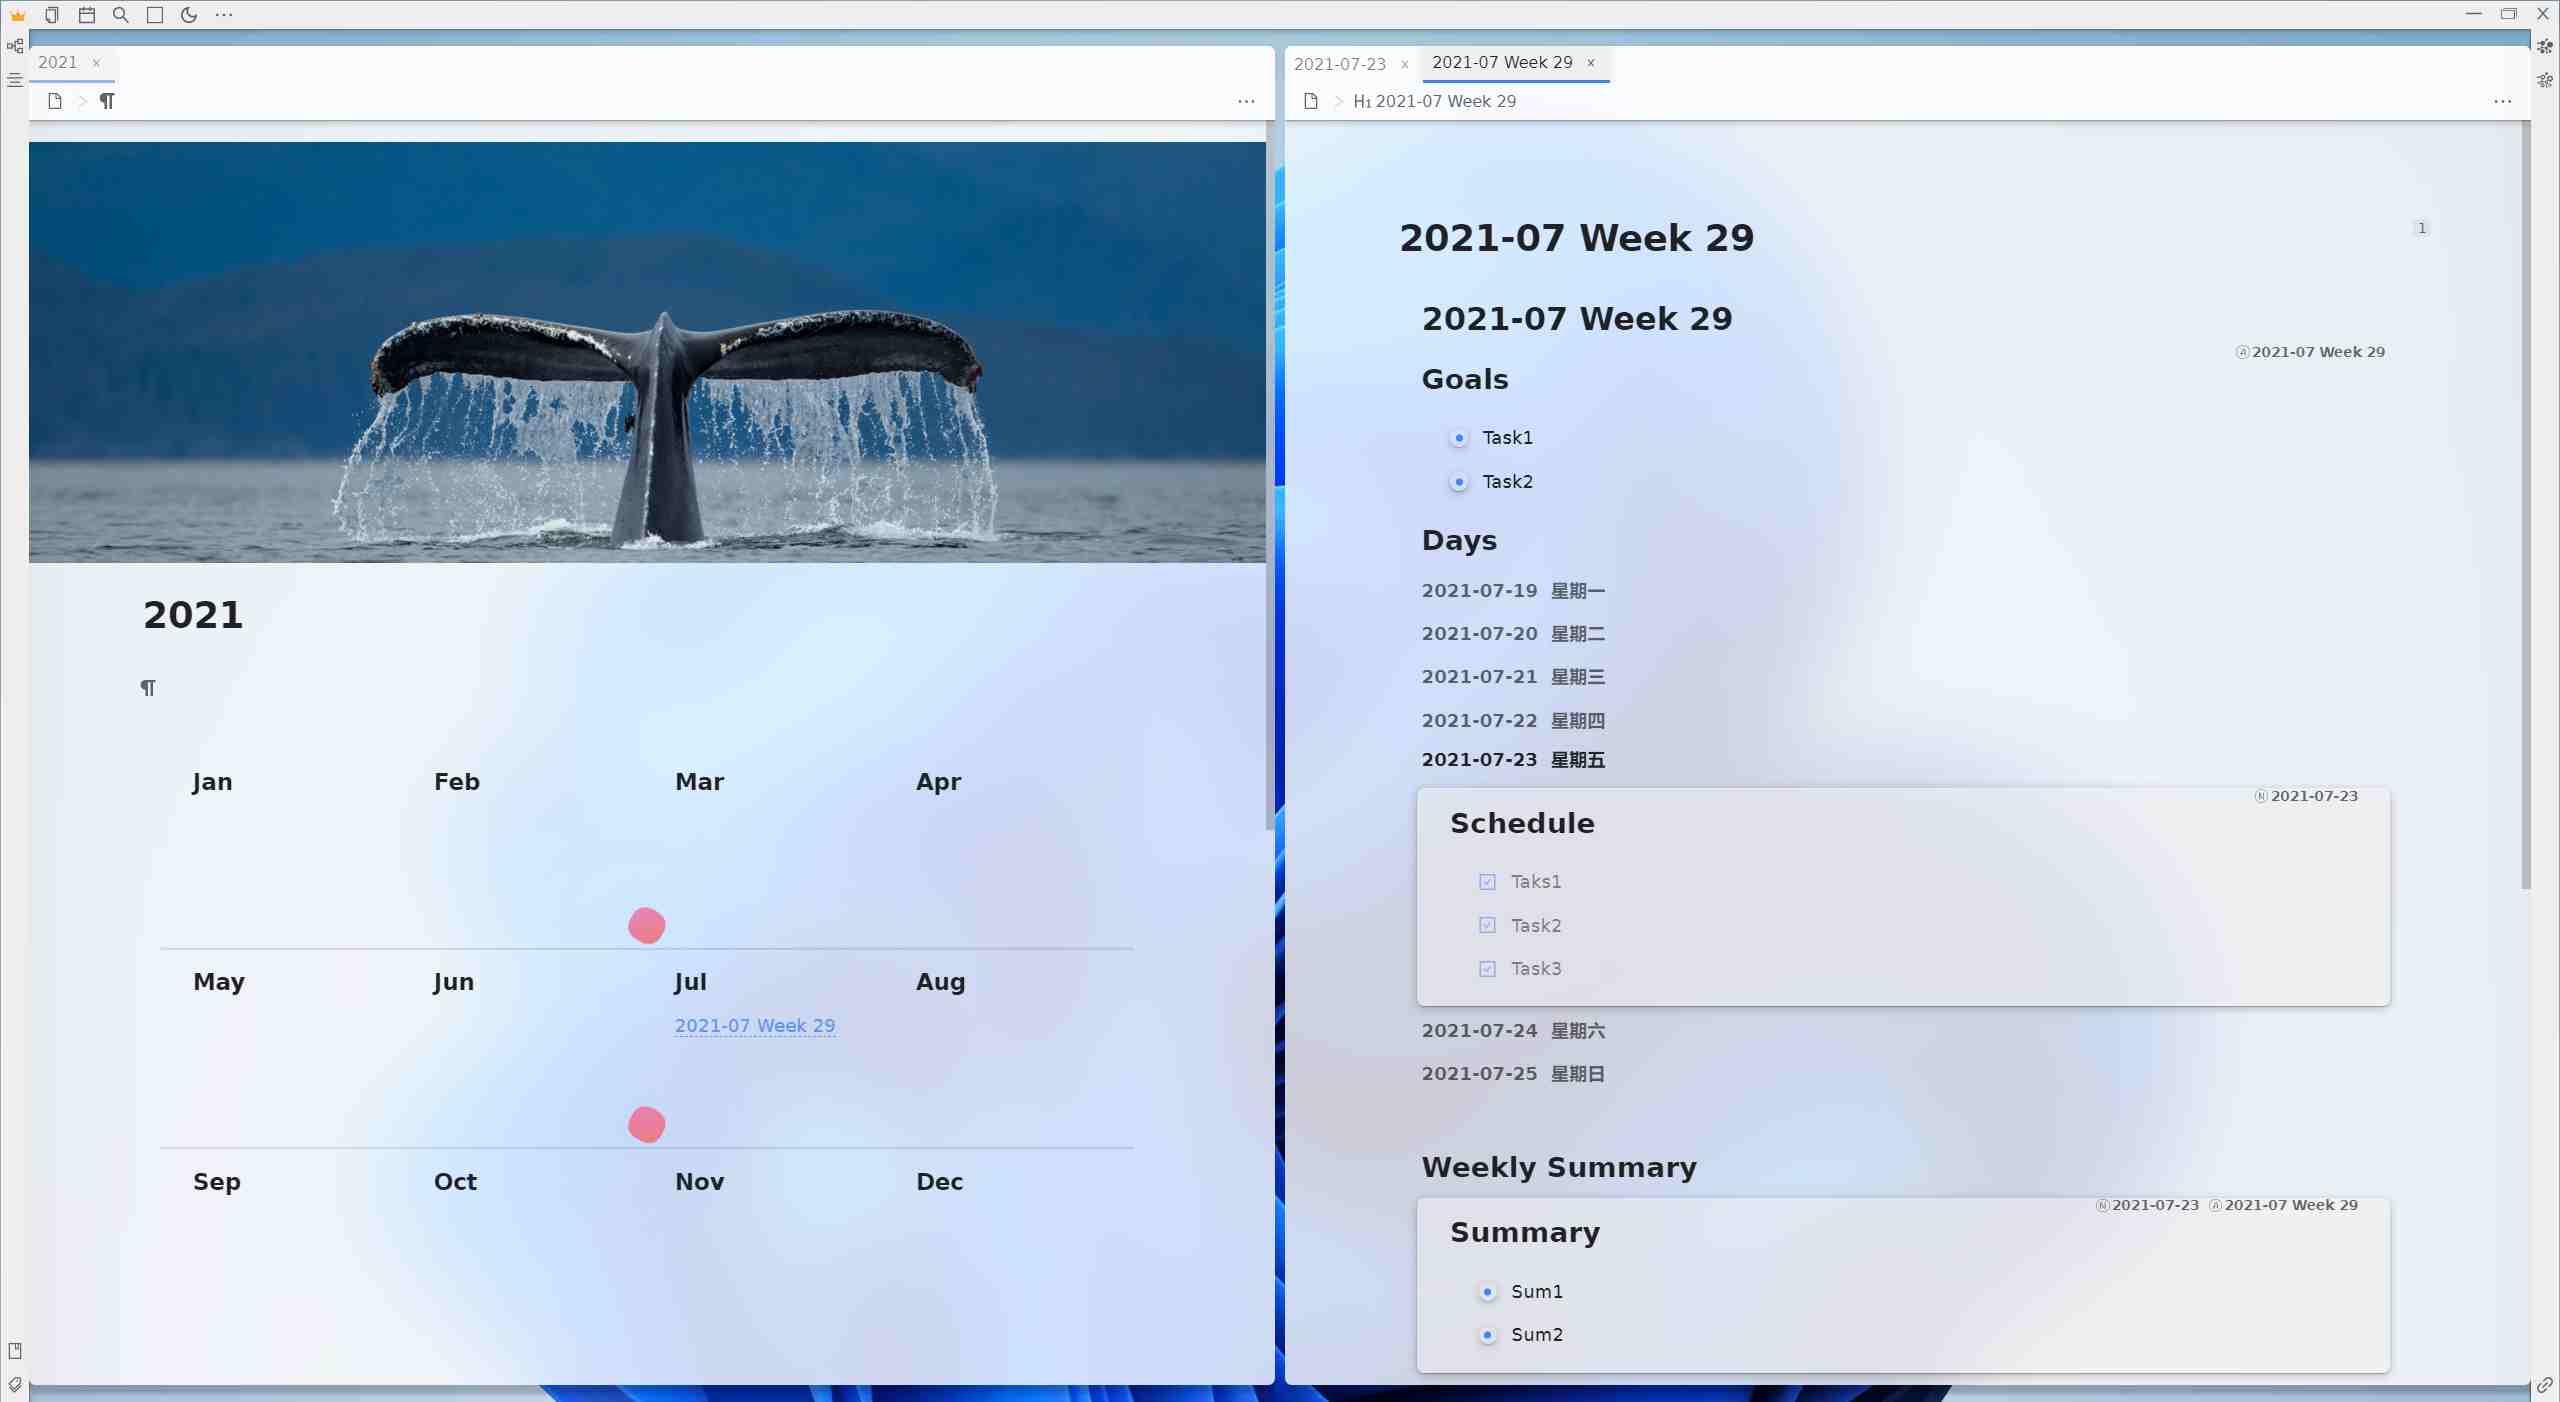 2021
2021
Jan Feb Mar Apr
May Jun Jul Aug
2021-07 Week 29
Sep Oct Nov Dec
2021-07-23 2021-07 Week 29
H1 2021-07 Week 29
2021-07 Week 29 1
2021-07 Week 29
Ⓐ2021-07 Week 29
Goals
Task1
Task2
Days
2021-07-19 星期一
2021-07-20 星期二
2021-07-21 星期三
2021-07-22 星期四
2021-07-23 星期五
Ⓝ2021-07-23
Schedule
Taks1
Task2
Task3
2021-07-24 星期六
2021-07-25 星期日
Weekly Summary
Ⓝ2021-07-23 Ⓐ2021-07 Week 29
Summary
Sum1
Sum2